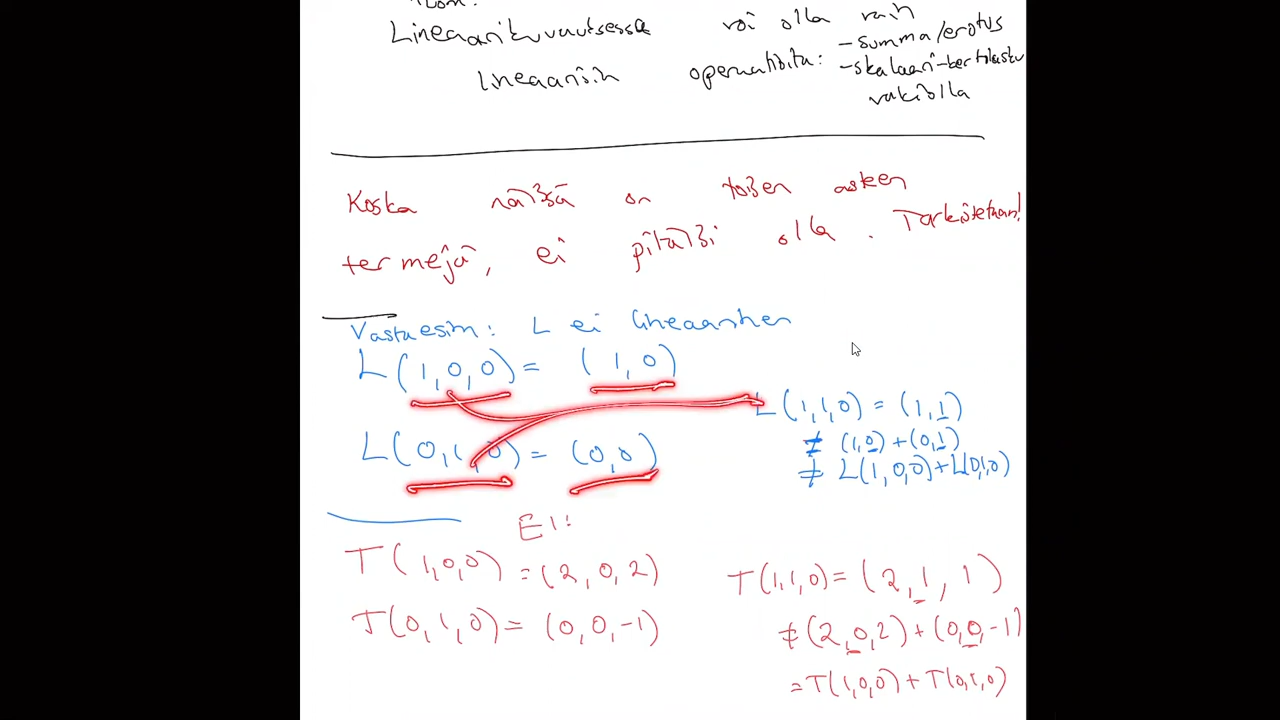 Lineaarikuvauksessa voi olla vain
lineaarisia operaatioita: -summa/erotus
-skalaari-kertolasku
vakiolla
Koska näissä on toisen asteen
termejä, ei pitäisi olla. Tarkistetaan!
Vastaesim: L ei lineaarinen
L(1,0,0) = (1,0)
L(0,1,0) = (0,0)
L(1,1,0) = (1,1)
≠ (1,0)+(0,1)
≠ L(1,0,0)+L(0,1,0)
EI:
T(1,0,0) = (2,0,2)
T(0,1,0) = (0,0,-1)
T(1,1,0) = (2,1,1)
≠ (2,0,2)+(0,0,-1)
= T(1,0,0)+T(0,1,0)